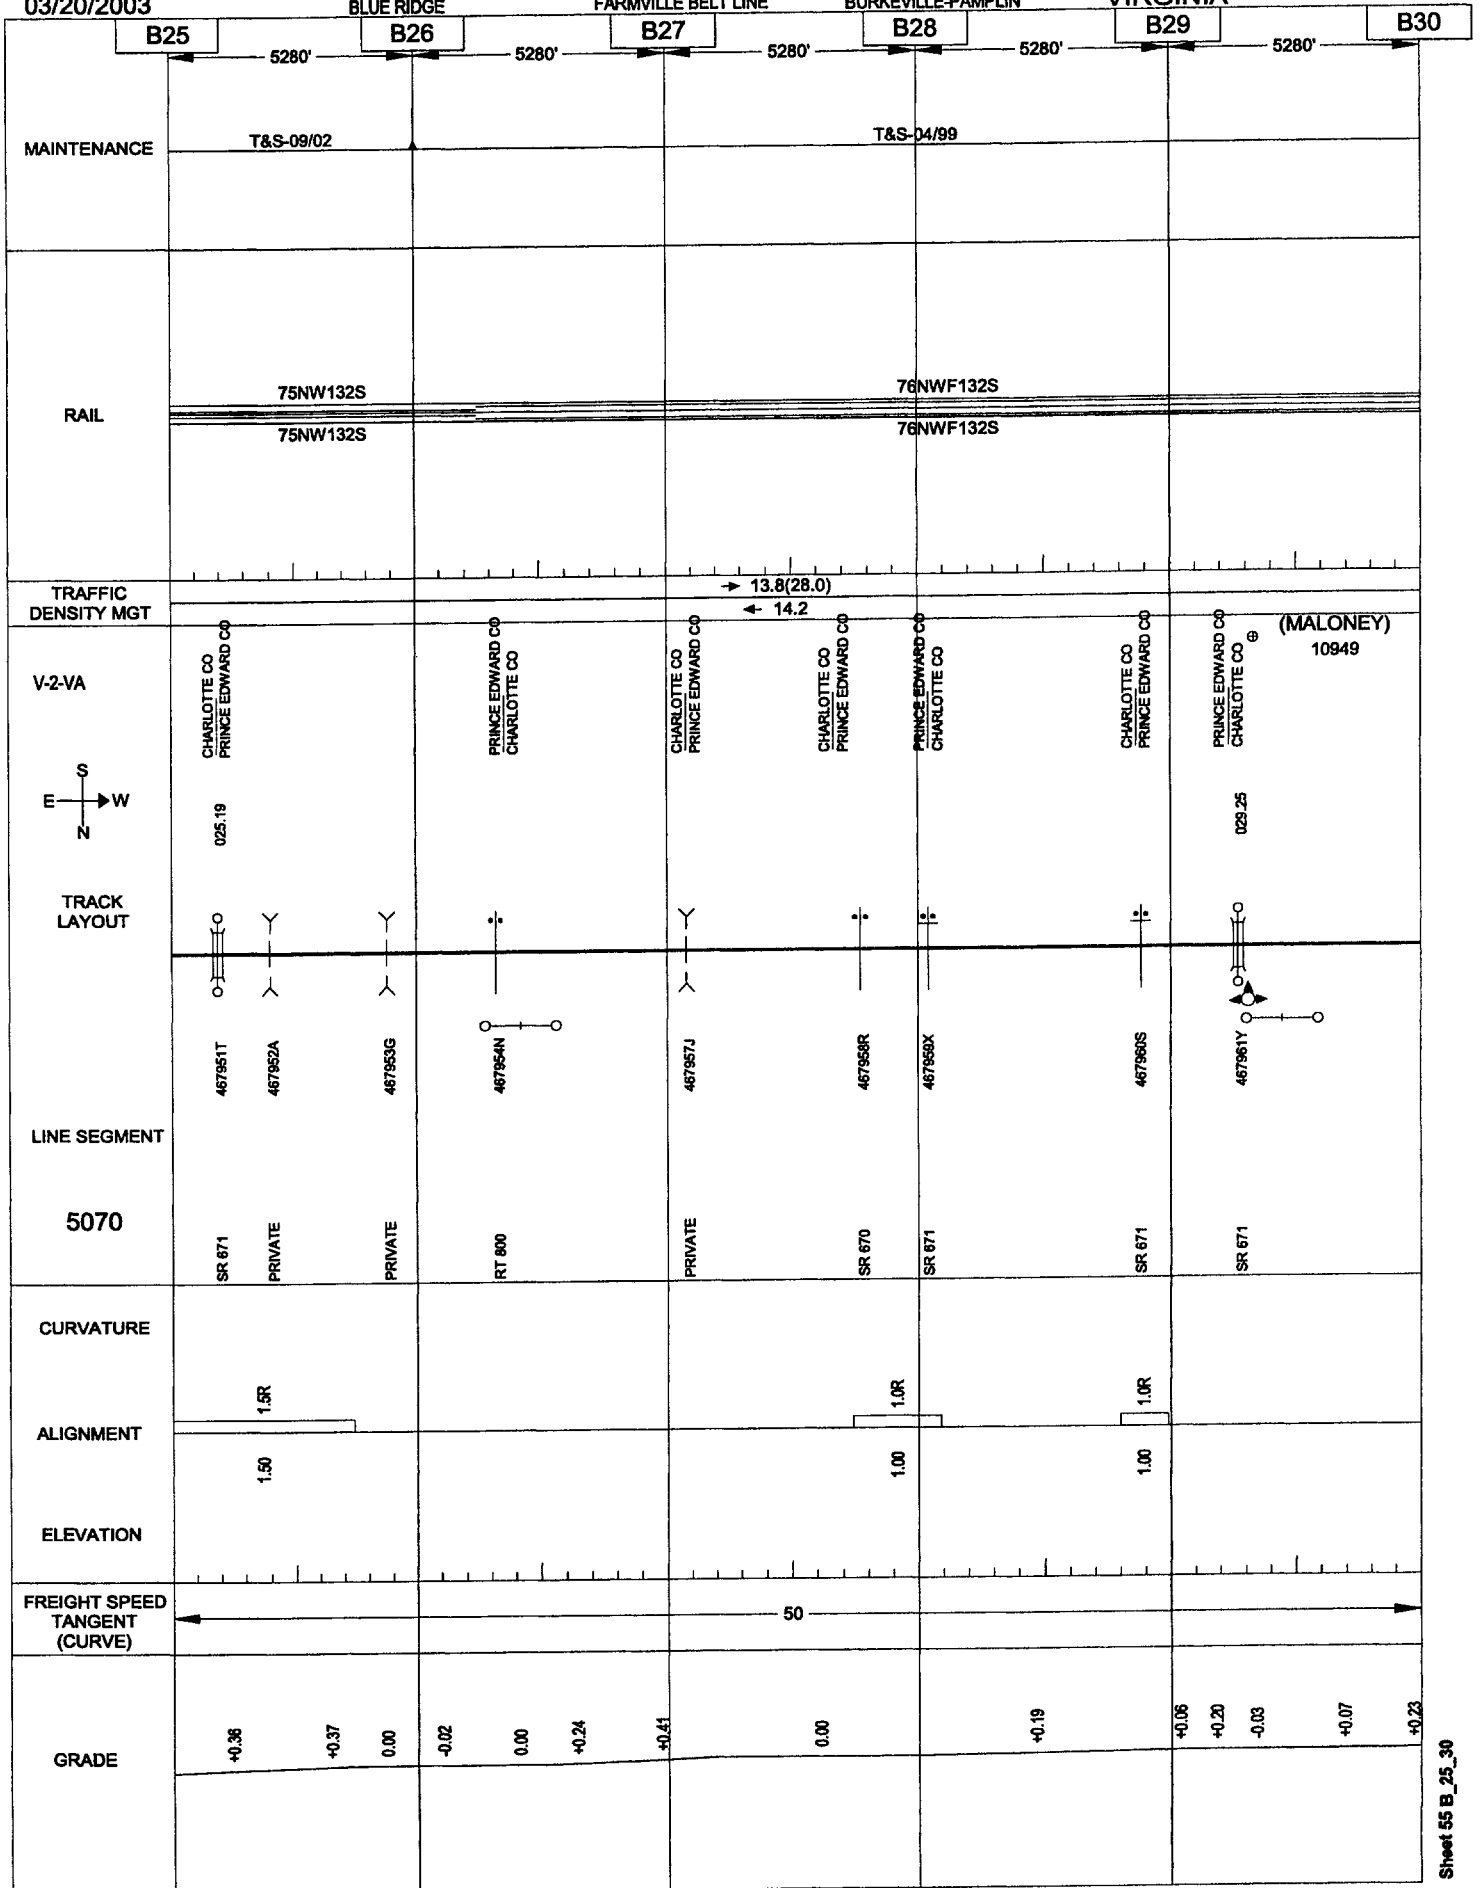 03/20/2003
BLUE RIDGE
FARMVILLE BELT LINE
BURKEVILLE-PAMPLIN
VIRGINIA
B25
B26
B27
B28
B29
B30
5280'
5280'
5280'
5280'
5280'
MAINTENANCE
T&S-09/02
T&S-04/99
RAIL
75NW132S
76NWF132S
75NW132S
76NWF132S
TRAFFIC
DENSITY MGT
13.8(28.0)
14.2
V-2-VA
CHARLOTTE CO
PRINCE EDWARD CO
PRINCE EDWARD CO
CHARLOTTE CO
CHARLOTTE CO
PRINCE EDWARD CO
CHARLOTTE CO
PRINCE EDWARD CO
PRINCE EDWARD CO
CHARLOTTE CO
CHARLOTTE CO
PRINCE EDWARD CO
PRINCE EDWARD CO
CHARLOTTE CO
(MALONEY)
10949
S
E
W
N
025.19
029.25
TRACK
LAYOUT
467951T
467952A
467953G
467954N
467957J
467958R
467959X
467960S
467961Y
LINE SEGMENT
5070
SR 671
PRIVATE
PRIVATE
RT 800
PRIVATE
SR 670
SR 671
SR 671
SR 671
CURVATURE
1.5R
1.0R
1.0R
ALIGNMENT
1.50
1.00
1.00
ELEVATION
FREIGHT SPEED
TANGENT
(CURVE)
50
GRADE
+0.36
+0.37
0.00
-0.02
0.00
+0.24
+0.41
0.00
+0.19
+0.06
+0.20
-0.03
+0.07
+0.23
Sheet 55 B_25_30